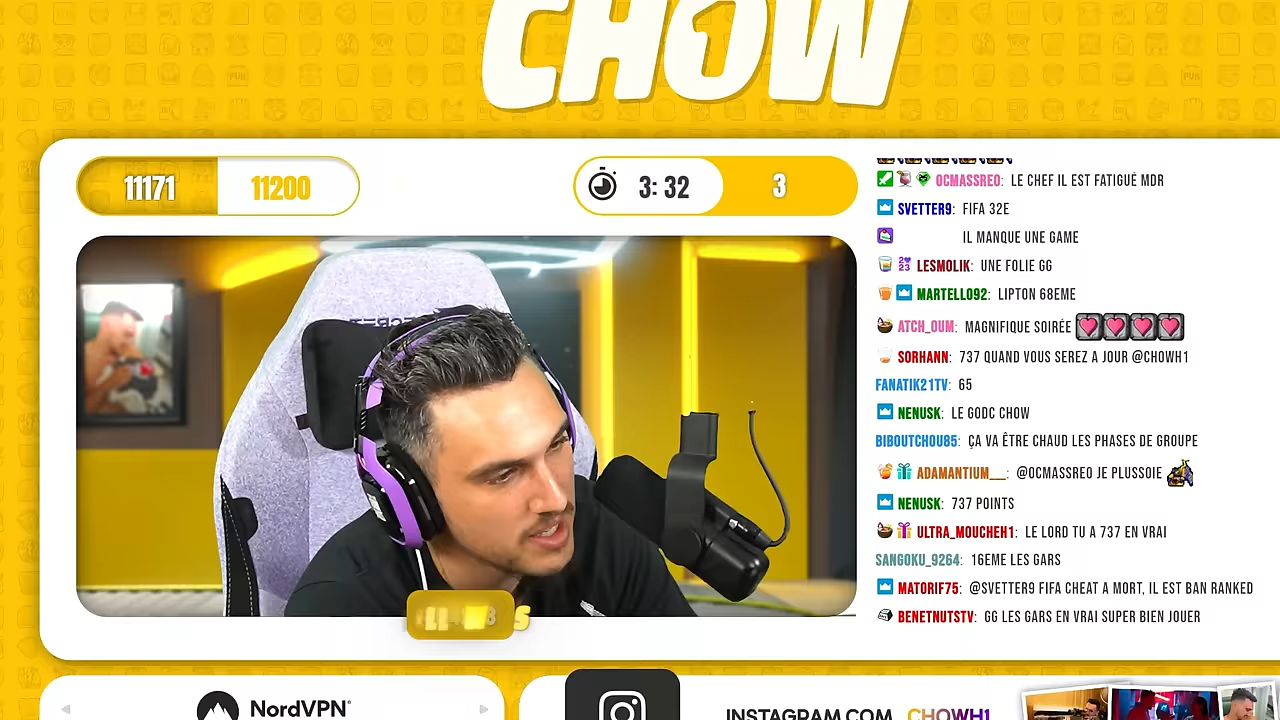 CHOW
11171
11200
3: 32
3
OCMASSREO: LE CHEF IL EST FATIGUÉ MDR
SVETTER9: FIFA 32E
IL MANQUE UNE GAME
LESMOLIK: UNE FOLIE GG
MARTELLO92: LIPTON 68EME
ATCH_OUM: MAGNIFIQUE SOIRÉE
SORHANN: 737 QUAND VOUS SEREZ A JOUR @CHOWH1
FANATIK21TV: 65
NENUSK: LE GODC CHOW
BIBOUTCHOU85: ÇA VA ÊTRE CHAUD LES PHASES DE GROUPE
ADAMANTIUM__: @OCMASSREO JE PLUSSOIE
NENUSK: 737 POINTS
ULTRA_MOUCHEH1: LE LORD TU A 737 EN VRAI
SANGOKU_9264: 16EME LES GARS
MATORIF75: @SVETTER9 FIFA CHEAT A MORT, IL EST BAN RANKED
BENETNUTSTV: GG LES GARS EN VRAI SUPER BIEN JOUER
NordVPN®
INSTAGRAM.COM CHOWH1